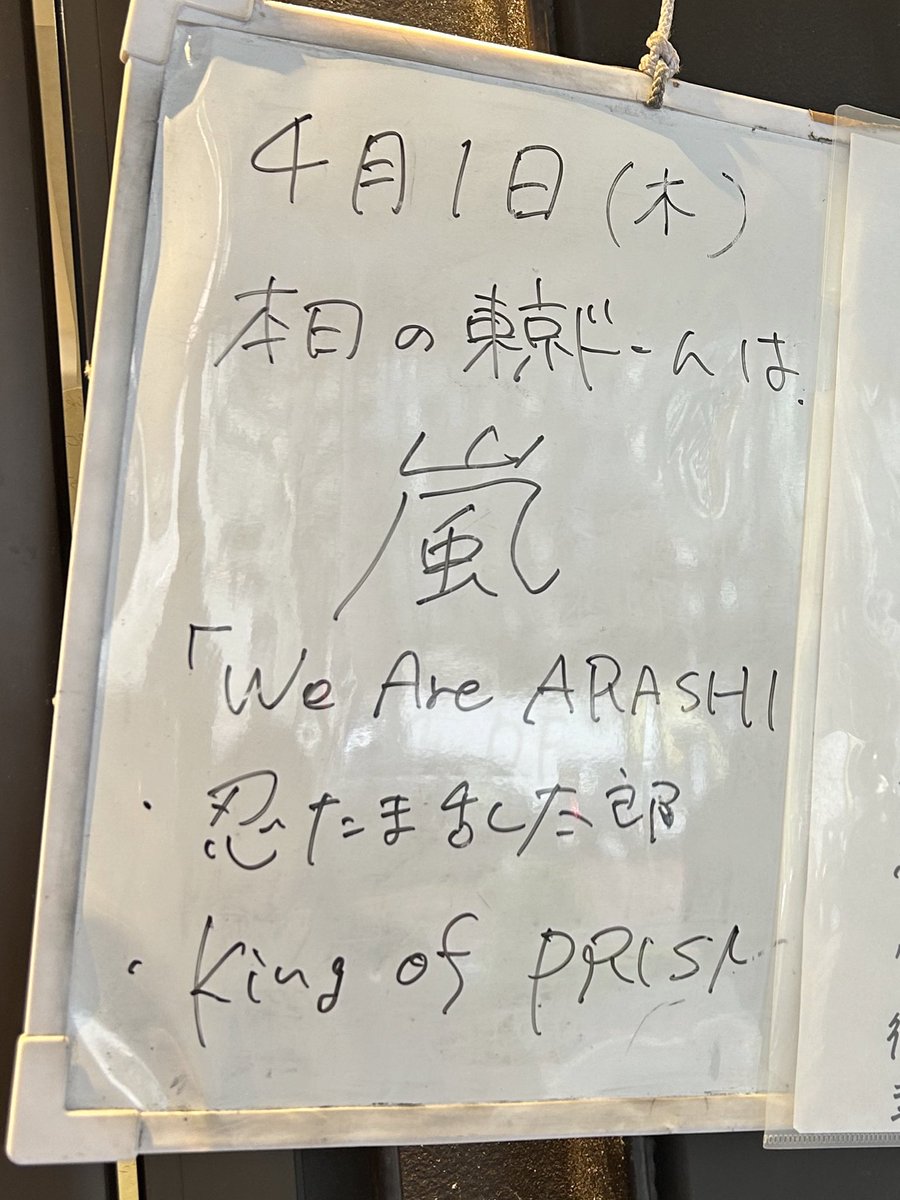 4月1日(木)
本日の東京ドームは.
嵐
「We Are ARASHI
・忍たま乱太郎
・King of PRISM